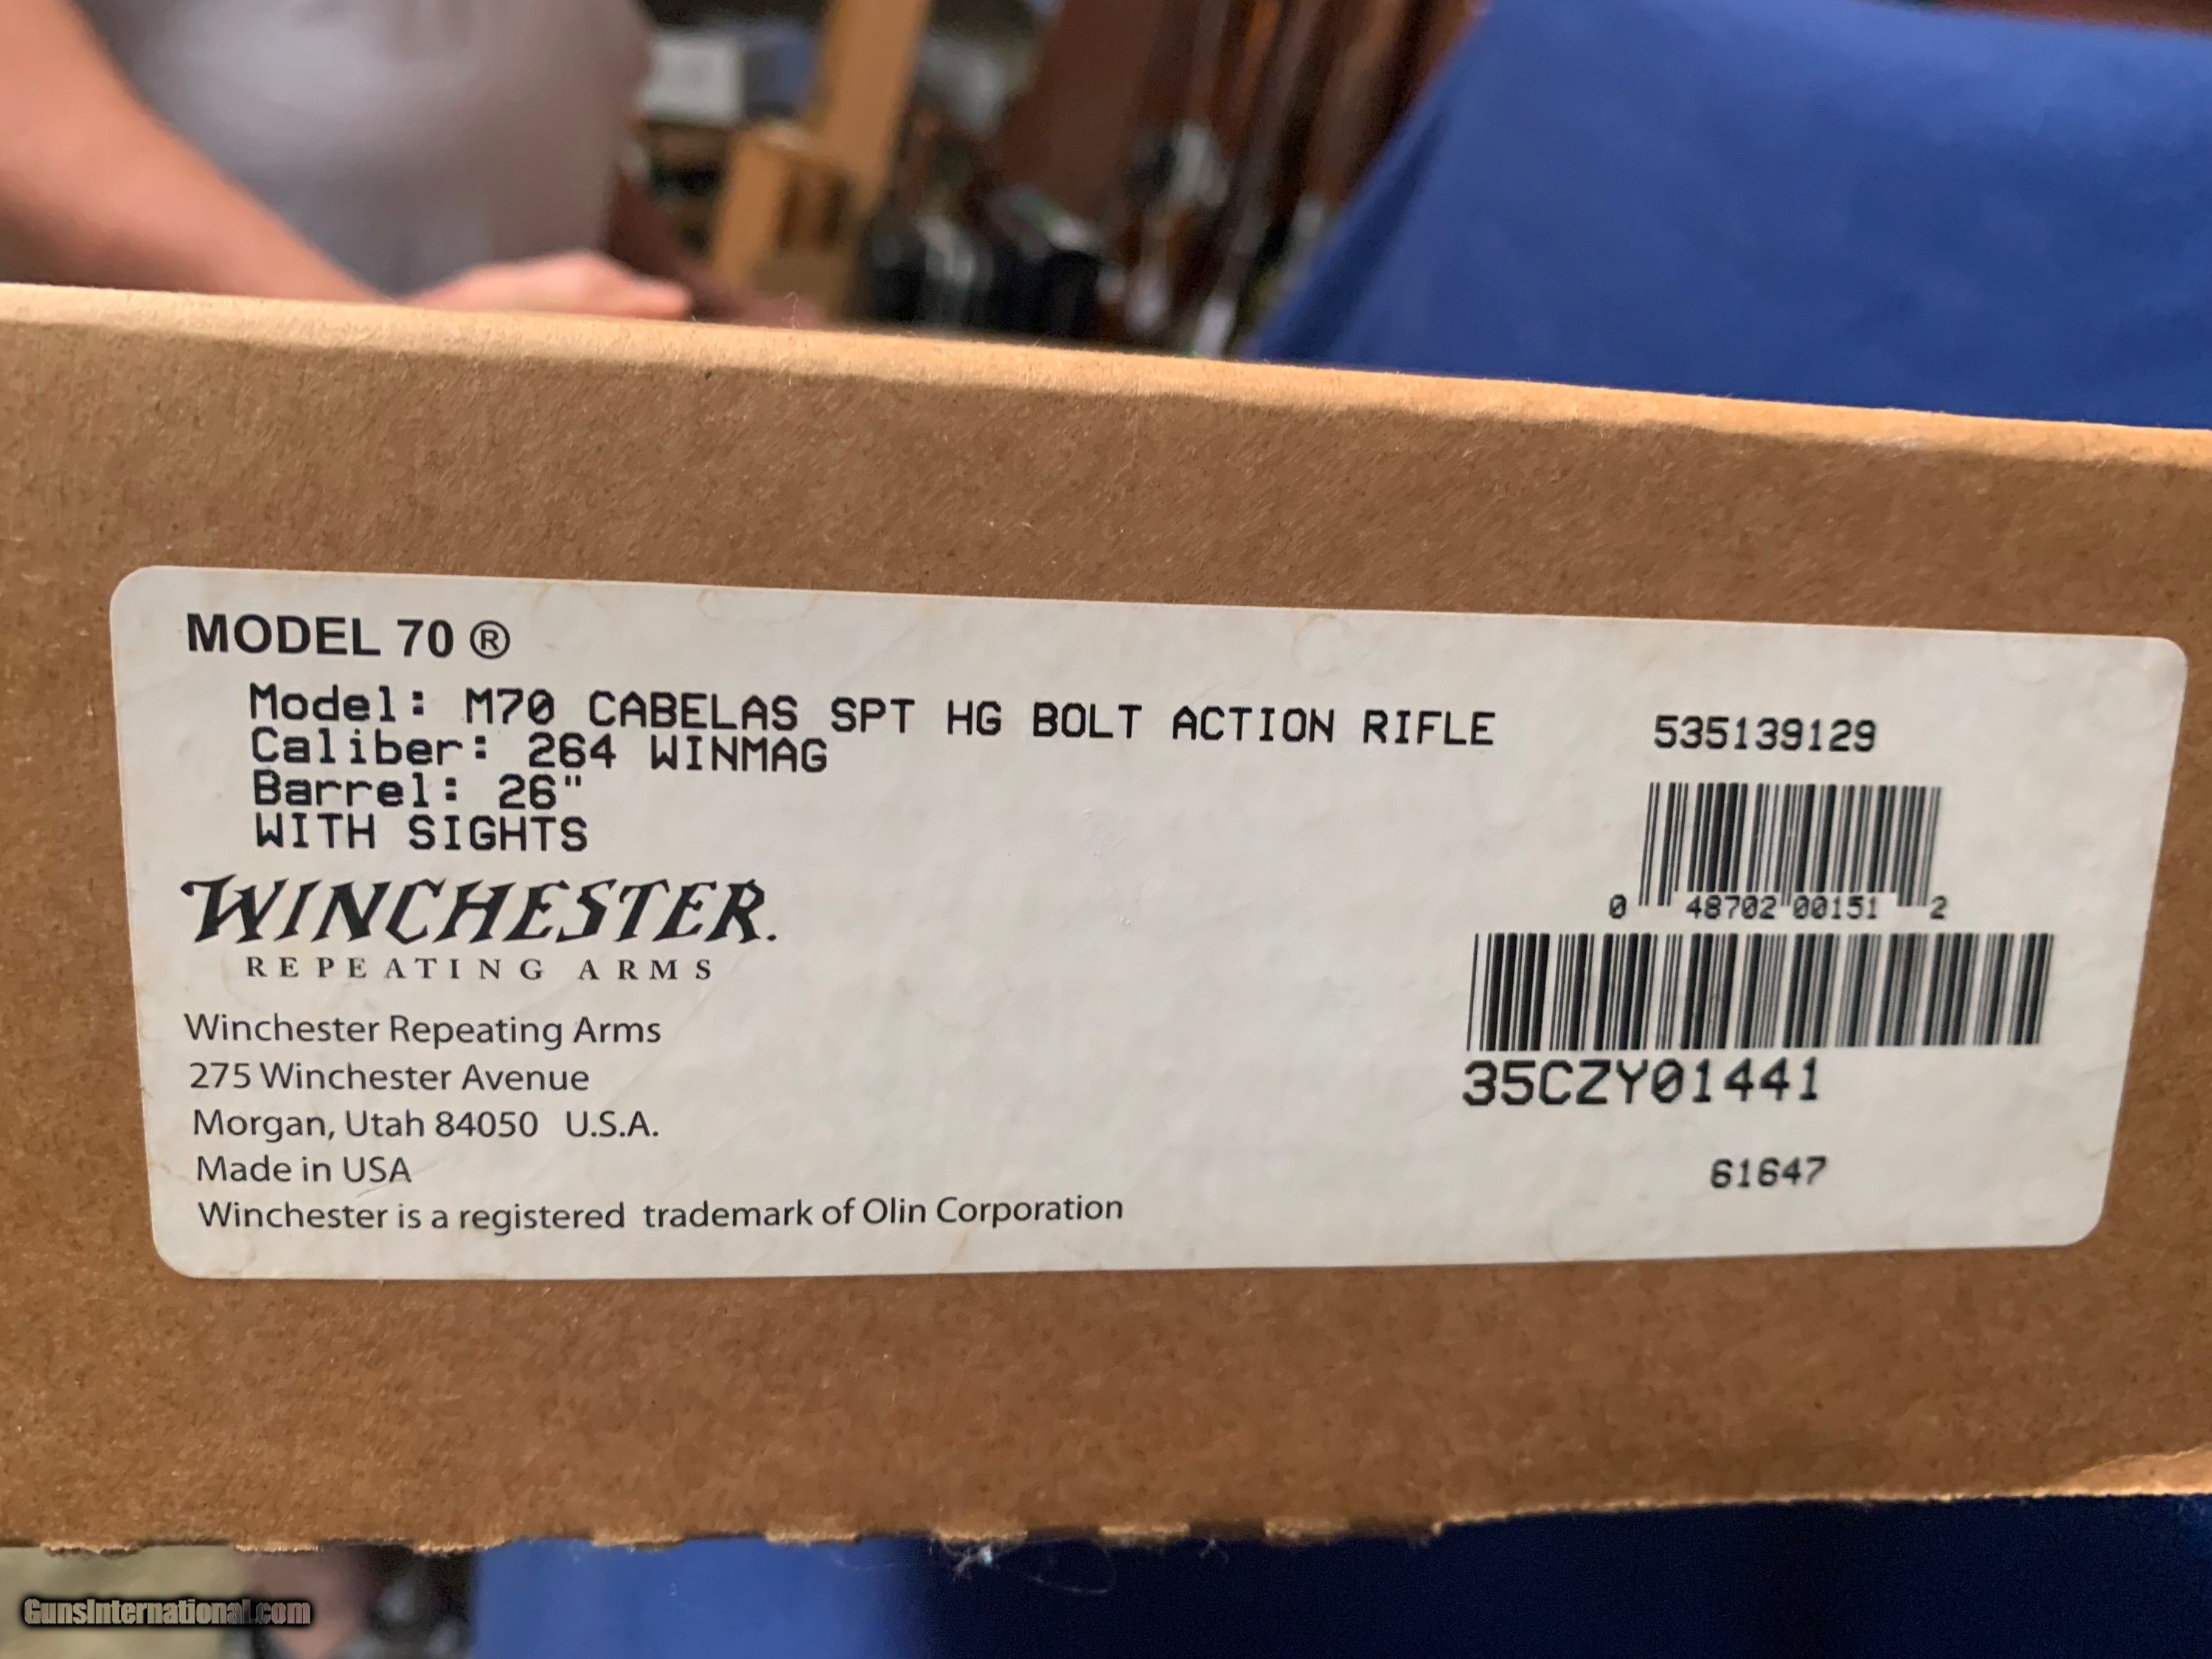 MODEL 70 ®
Model: M70 CABELAS SPT HG BOLT ACTION RIFLE
Caliber: 264 WINMAG
Barrel: 26"
WITH SIGHTS
WINCHESTER.
REPEATING ARMS
Winchester Repeating Arms
275 Winchester Avenue
Morgan, Utah 84050 U.S.A.
Made in USA
Winchester is a registered trademark of Olin Corporation
535139129
0 48702 00151 2
35CZY01441
61647
GunsInternational.com